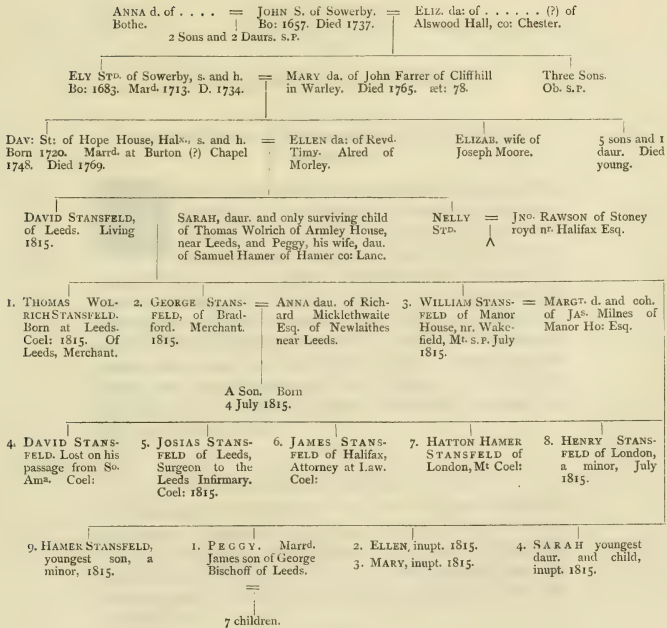 ANNA d. of . . . . = JOHN S. of Sowerby. = ELIZ. da: of . . . . . . (?) of
Bothe. Bo: 1657. Died 1737. Alswood Hall, co: Chester.
2 Sons and 2 Daurs. s.p.
ELY STD. of Sowerby, s. and h. = MARY da. of John Farrer of Cliffhill Three Sons.
Bo: 1683. Mard. 1713. D. 1734. in Warley. Died 1765. æt: 78. Ob. s.p.
DAV: St: of Hope House, Halx., s. and h. = ELLEN da: of Revd. ELIZAB. wife of 5 sons and 1
Born 1720. Marrd. at Burton (?) Chapel Timy. Alred of Joseph Moore. daur. Died
1748. Died 1769. Morley. young.
DAVID STANSFELD, SARAH, daur. and only surviving child NELLY = JNO. RAWSON of Stoney
of Leeds. Living of Thomas Wolrich of Armley House, STD. royd nr. Halifax Esq.
1815. near Leeds, and Peggy, his wife, dau.
of Samuel Hamer of Hamer co: Lanc.
1. THOMAS WOL- 2. GEORGE STANS- = ANNA dau. of Rich- 3. WILLIAM STANS- = MARGT. d. and coh.
RICH STANSFELD. FELD, of Brad- ard Micklethwaite FELD of Manor of JAS. Milnes of
Born at Leeds. ford. Merchant. Esq. of Newlaithes House, nr. Wake- Manor Ho: Esq.
Coel: 1815. Of 1815. near Leeds. field, Mt. s.p. July
Leeds, Merchant. 1815.
A Son. Born
4 July 1815.
4. DAVID STANS- 5. JOSIAS STANS- 6. JAMES STANS- 7. HATTON HAMER 8. HENRY STANS-
FELD. Lost on his FELD of Leeds, FELD of Halifax, STANSFELD of FELD of London,
passage from So. Surgeon to the Attorney at Law. London, Mt Coel: a minor, July
Ama. Coel: Leeds Infirmary. Coel: 1815.
Coel: 1815.
9. HAMER STANSFELD, 1. PEGGY. Marrd. 2. ELLEN, inupt. 1815. 4. SARAH youngest
youngest son, a James son of George 3. MARY, inupt. 1815. daur. and child,
minor, 1815. Bischoff of Leeds. inupt. 1815.
=
7 children.